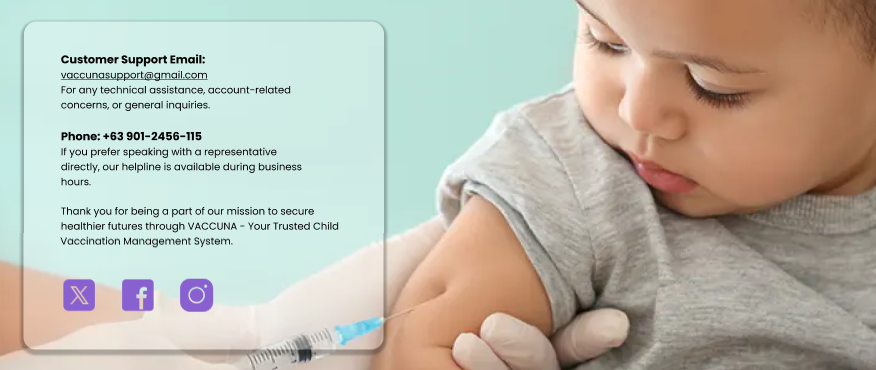 Customer Support Email:
vaccunasupport@gmail.com
For any technical assistance, account-related
concerns, or general inquiries.
Phone: +63 901-2456-115
If you prefer speaking with a representative
directly, our helpline is available during business
hours.
Thank you for being a part of our mission to secure
healthier futures through VACCUNA - Your Trusted Child
Vaccination Management System.